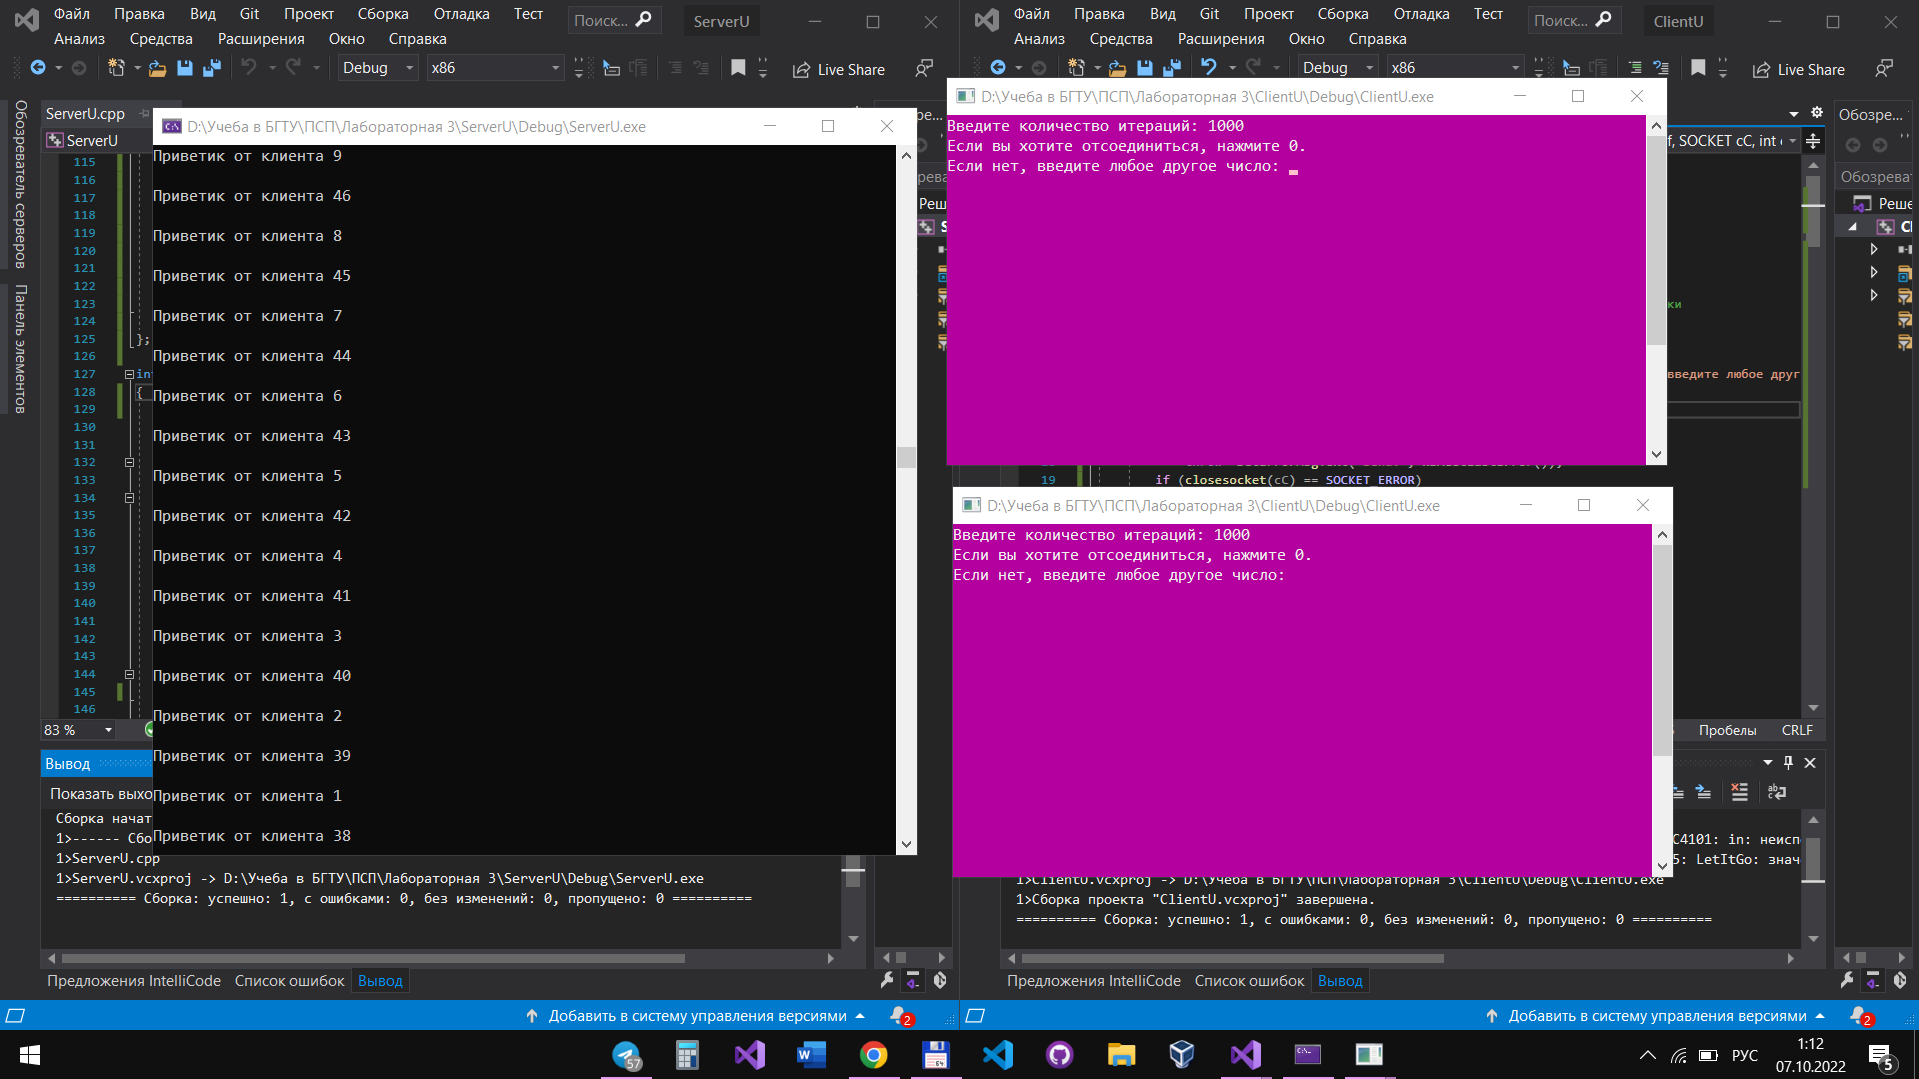 Файл Правка Вид Git Проект Сборка Отладка Тест Поиск... ServerU
Анализ Средства Расширения Окно Справка
Debug x86 Live Share
Обозреватель серверов
Панель элементов
ServerU.cpp
ServerU
115
116
117
118
119
120
121
122
123
124
125 };
126
127
128 {
129
130
131
132
133
134
135
136
137
138
139
140
141
142
143
144
145
146
83 %
D:\Учеба в БГТУ\ПСП\Лабораторная 3\ServerU\Debug\ServerU.exe
Приветик от клиента 9
Приветик от клиента 46
Приветик от клиента 8
Приветик от клиента 45
Приветик от клиента 7
Приветик от клиента 44
Приветик от клиента 6
Приветик от клиента 43
Приветик от клиента 5
Приветик от клиента 42
Приветик от клиента 4
Приветик от клиента 41
Приветик от клиента 3
Приветик от клиента 40
Приветик от клиента 2
Приветик от клиента 39
Приветик от клиента 1
Приветик от клиента 38
Вывод
Показать выхо
Сборка начат
1>------ Сбо
1>ServerU.cpp
1>ServerU.vcxproj -> D:\Учеба в БГТУ\ПСП\Лабораторная 3\ServerU\Debug\ServerU.exe
========== Сборка: успешно: 1, с ошибками: 0, без изменений: 0, пропущено: 0 ==========
Предложения IntelliCode Список ошибок Вывод
Добавить в систему управления версиями 2
Файл Правка Вид Git Проект Сборка Отладка Тест Поиск... ClientU
Анализ Средства Расширения Окно Справка
Debug x86 Live Share
D:\Учеба в БГТУ\ПСП\Лабораторная 3\ClientU\Debug\ClientU.exe
Введите количество итераций: 1000
Если вы хотите отсоединиться, нажмите 0.
Если нет, введите любое другое число:
f, SOCKET cC, int
Обозре...
Обозреват
Реше
ки
введите любое друг
19 if (closesocket(cC) == SOCKET_ERROR)
D:\Учеба в БГТУ\ПСП\Лабораторная 3\ClientU\Debug\ClientU.exe
Введите количество итераций: 1000
Если вы хотите отсоединиться, нажмите 0.
Если нет, введите любое другое число:
Пробелы CRLF
C4101: in: неисп
5: LetItGo: знач
1>ClientU.vcxproj -> D:\Учеба в БГТУ\ПСП\Лабораторная 3\ClientU\Debug\ClientU.exe
1>Сборка проекта "ClientU.vcxproj" завершена.
========== Сборка: успешно: 1, с ошибками: 0, без изменений: 0, пропущено: 0 ==========
Предложения IntelliCode Список ошибок Вывод
Добавить в систему управления версиями 2
57
РУС
1:12
07.10.2022
5